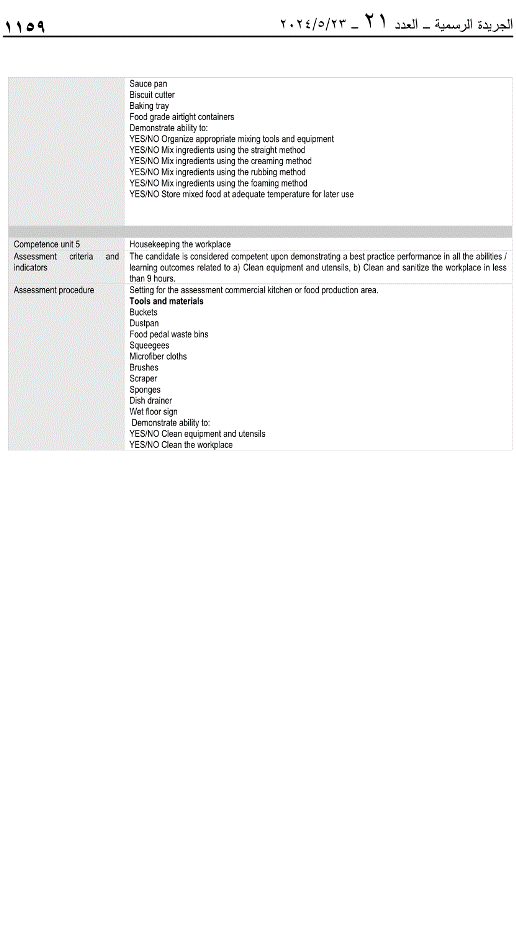 الجريدة الرسمية – العدد ٢١ – ٢٠٢٤/٥/٢٣
١١٥٩
Sauce pan
Biscuit cutter
Baking tray
Food grade airtight containers
Demonstrate ability to:
YES/NO Organize appropriate mixing tools and equipment
YES/NO Mix ingredients using the straight method
YES/NO Mix ingredients using the creaming method
YES/NO Mix ingredients using the rubbing method
YES/NO Mix ingredients using the foaming method
YES/NO Store mixed food at adequate temperature for later use
Competence unit 5
Housekeeping the workplace
Assessment criteria and
indicators
The candidate is considered competent upon demonstrating a best practice performance in all the abilities /
learning outcomes related to a) Clean equipment and utensils, b) Clean and sanitize the workplace in less
than 9 hours.
Assessment procedure
Setting for the assessment commercial kitchen or food production area.
Tools and materials
Buckets
Dustpan
Food pedal waste bins
Squeegees
Microfiber cloths
Brushes
Scraper
Sponges
Dish drainer
Wet floor sign
Demonstrate ability to:
YES/NO Clean equipment and utensils
YES/NO Clean the workplace